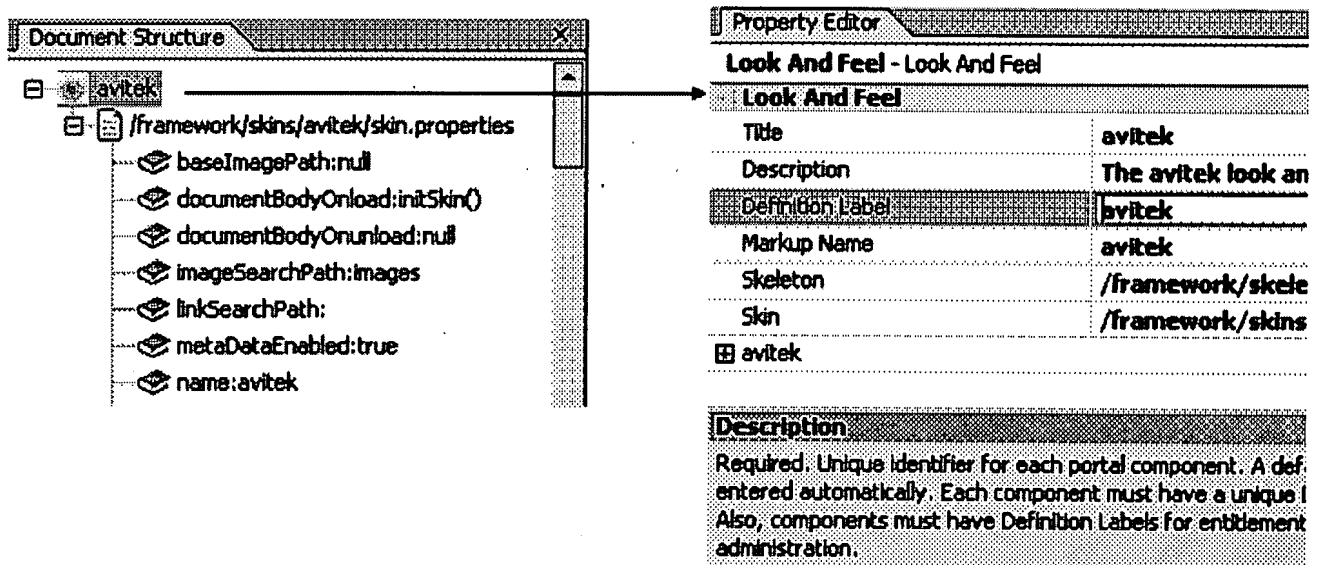 Document Structure
avitek
/framework/skins/avitek/skin.properties
baseImagePath:null
documentBodyOnload:initSkin()
documentBodyOnunload:null
imageSearchPath:images
linkSearchPath:
metaDataEnabled:true
name:avitek
Property Editor
Look And Feel - Look And Feel
Look And Feel
Title avitek
Description The avitek look an
Definition Label avitek
Markup Name avitek
Skeleton /framework/skele
Skin /framework/skins
avitek
Description
Required. Unique identifier for each portal component. A def
entered automatically. Each component must have a unique
Also, components must have Definition Labels for entitlement
administration.